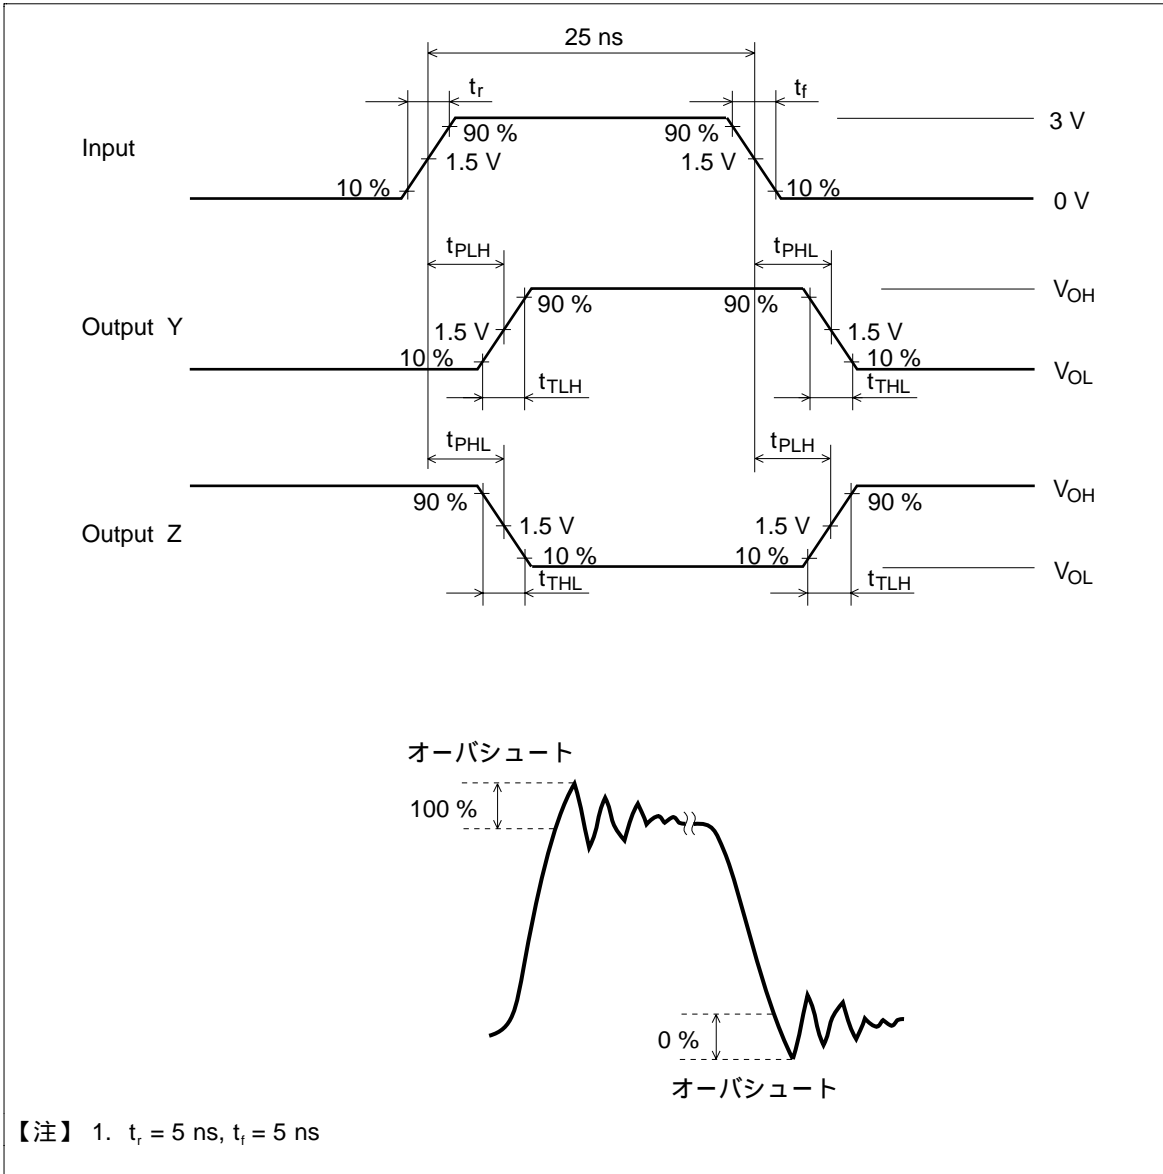 25 ns
tr
tf
Input
90 %
90 %
3 V
1.5 V
1.5 V
10 %
10 %
0 V
tPLH
tPHL
Output Y
90 %
90 %
VOH
1.5 V
1.5 V
10 %
10 %
VOL
tTLH
tTHL
tPHL
tPLH
Output Z
90 %
90 %
VOH
1.5 V
1.5 V
10 %
10 %
VOL
tTHL
tTLH
オーバシュート
100 %
0 %
オーバシュート
【注】 1. tr = 5 ns, tf = 5 ns